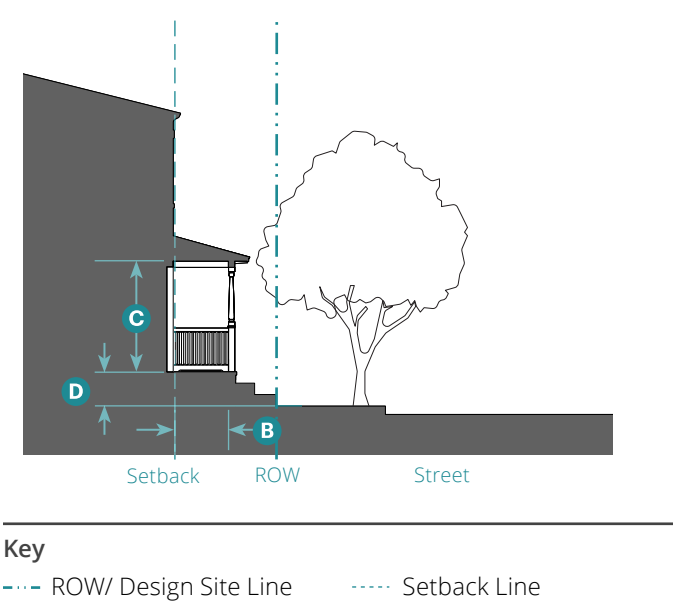 C
D
B
Setback ROW Street
Key
ROW/ Design Site Line Setback Line